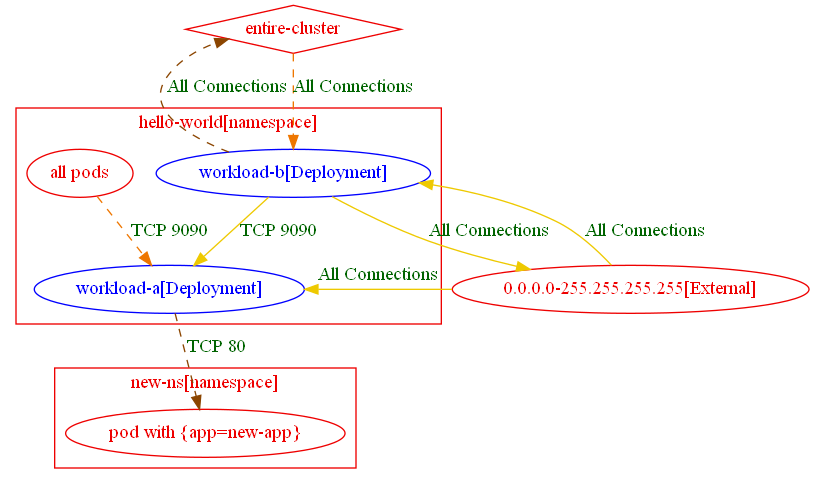 entire-cluster
All Connections
All Connections
hello-world[namespace]
all pods
workload-b[Deployment]
TCP 9090
TCP 9090
All Connections
All Connections
workload-a[Deployment]
All Connections
0.0.0.0-255.255.255.255[External]
TCP 80
new-ns[namespace]
pod with {app=new-app}